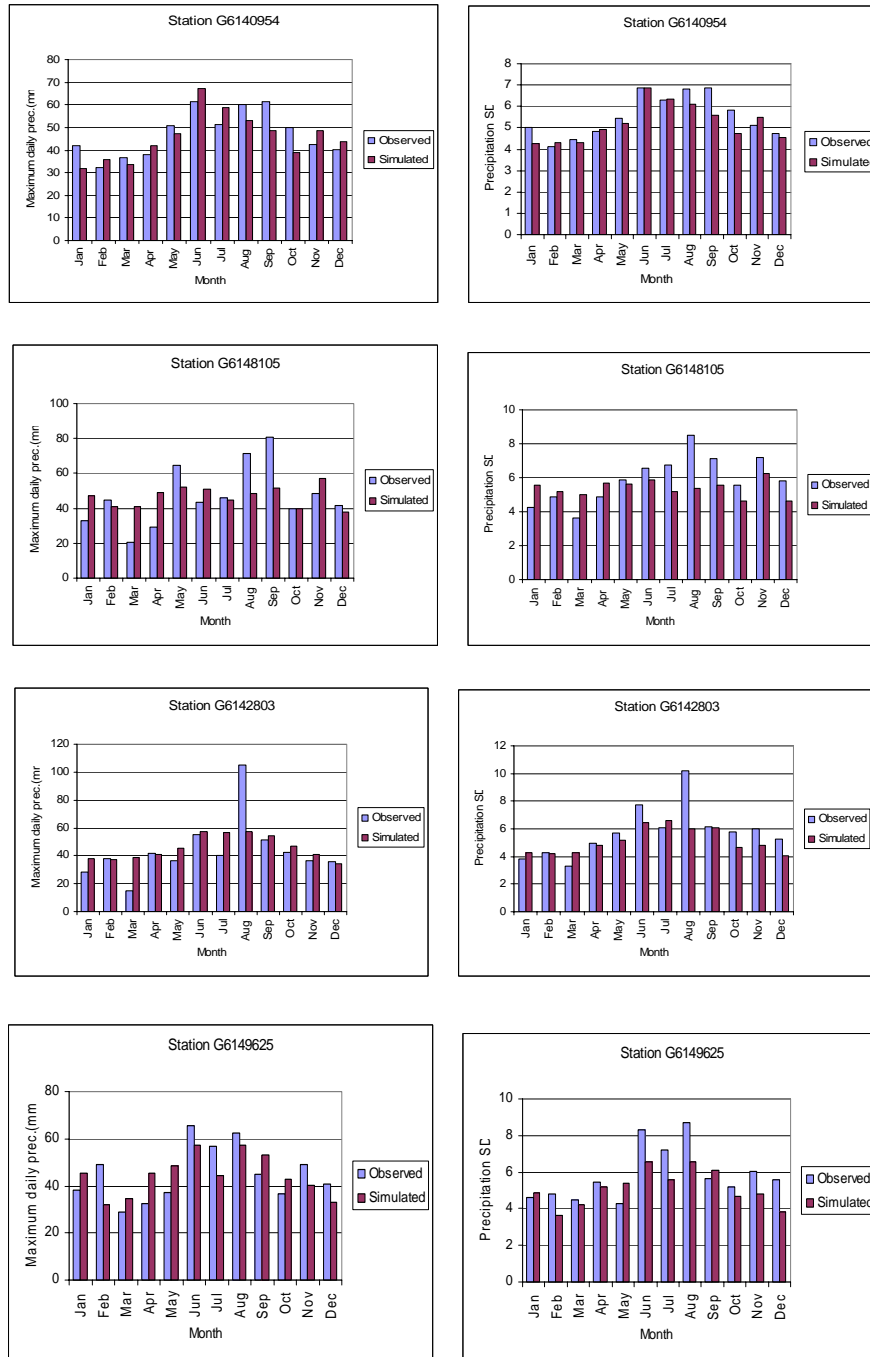 Station G6140954
Maximum daily prec.(mm
80
70
60
50
40
30
20
10
0
Jan Feb Mar Apr May Jun Jul Aug Sep Oct Nov Dec
Month
Observed
Simulated
Station G6140954
Precipitation SD
8
7
6
5
4
3
2
1
0
Jan Feb Mar Apr May Jun Jul Aug Sep Oct Nov Dec
Month
Observed
Simulated
Station G6148105
Maximum daily prec.(mm
100
80
60
40
20
0
Jan Feb Mar Apr May Jun Jul Aug Sep Oct Nov Dec
Month
Observed
Simulated
Station G6148105
Precipitation SD
10
8
6
4
2
0
Jan Feb Mar Apr May Jun Jul Aug Sep Oct Nov Dec
Month
Observed
Simulated
Station G6142803
Maximum daily prec.(mr
120
100
80
60
40
20
0
Jan Feb Mar Apr May Jun Jul Aug Sep Oct Nov Dec
Month
Observed
Simulated
Station G6142803
Precipitation SD
12
10
8
6
4
2
0
Jan Feb Mar Apr May Jun Jul Aug Sep Oct Nov Dec
Month
Observed
Simulated
Station G6149625
Maximum daily prec.(mm
80
60
40
20
0
Jan Feb Mar Apr May Jun Jul Aug Sep Oct Nov Dec
Month
Observed
Simulated
Station G6149625
Precipitation SD
10
8
6
4
2
0
Jan Feb Mar Apr May Jun Jul Aug Sep Oct Nov Dec
Month
Observed
Simulated